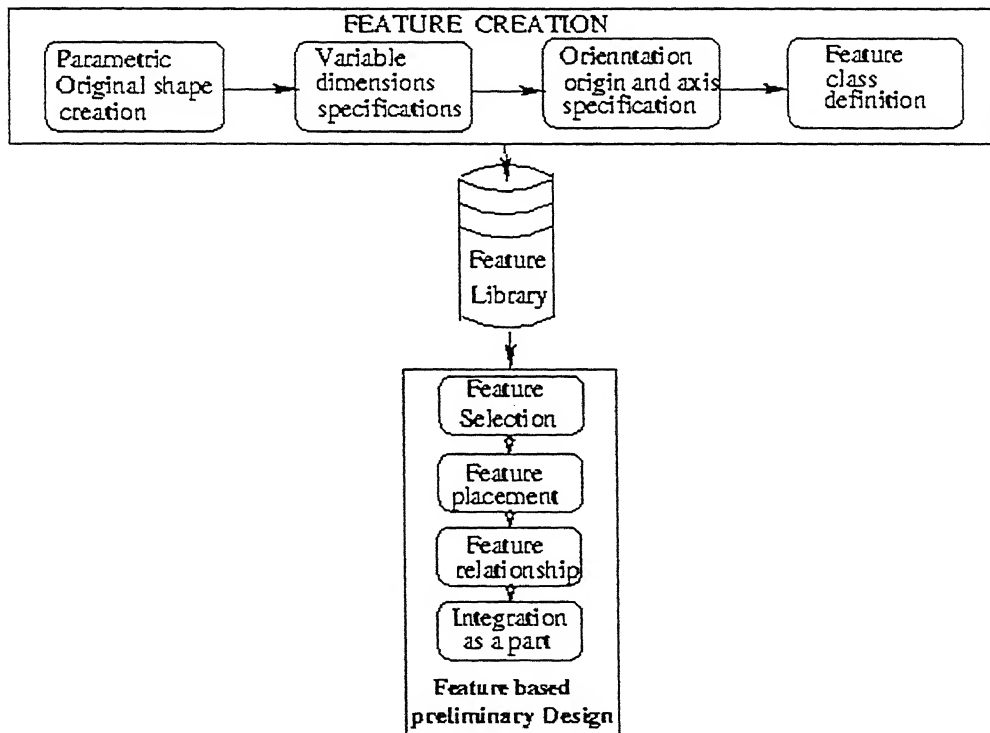 FEATURE CREATION
Parametric
Original shape
creation
Variable
dimensions
specifications
Orienntation
origin and axis
specification
Feature
class
definition
Feature
Library
Feature
Selection
Feature
placement
Feature
relationship
Integration
as a part
Feature based
preliminary Design